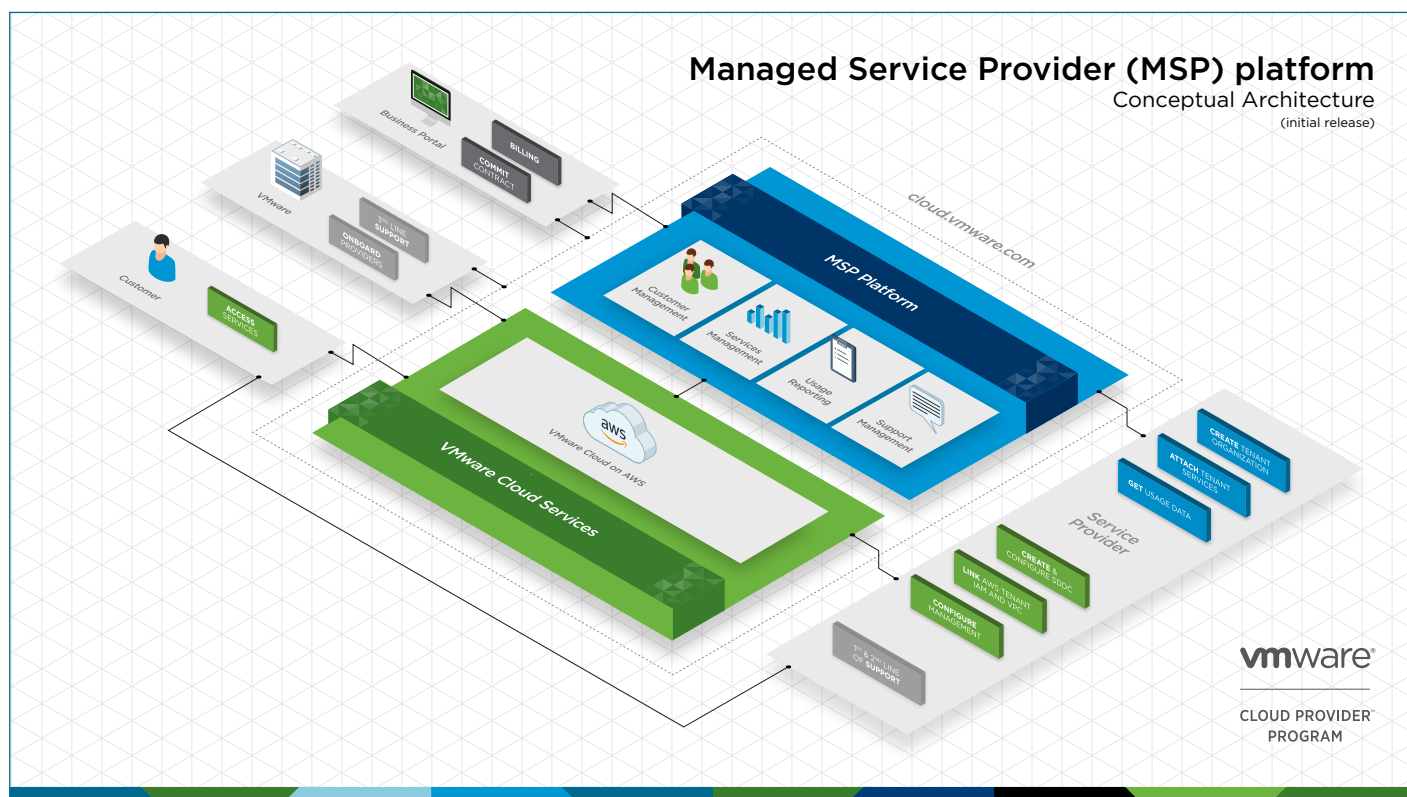 Managed Service Provider (MSP) platform
Conceptual Architecture
(initial release)
Business Portal
BILLING
COMMIT
CONTRACT
VMware
3RD LINE
SUPPORT
ONBOARD
PROVIDERS
Customer
ACCESS
SERVICES
cloud.vmware.com
MSP Platform
Customer
Management
Services
Management
Usage
Reporting
Support
Management
aws
VMware Cloud on AWS
VMware Cloud Services
Service
Provider
CREATE TENANT
ORGANIZATION
ATTACH TENANT
SERVICES
GET USAGE DATA
CREATE &
CONFIGURE SDDC
LINK AWS TENANT
IAM AND VPC
CONFIGURE
MANAGEMENT
1ST & 2ND LINE
OF SUPPORT
vmware®
CLOUD PROVIDER™
PROGRAM